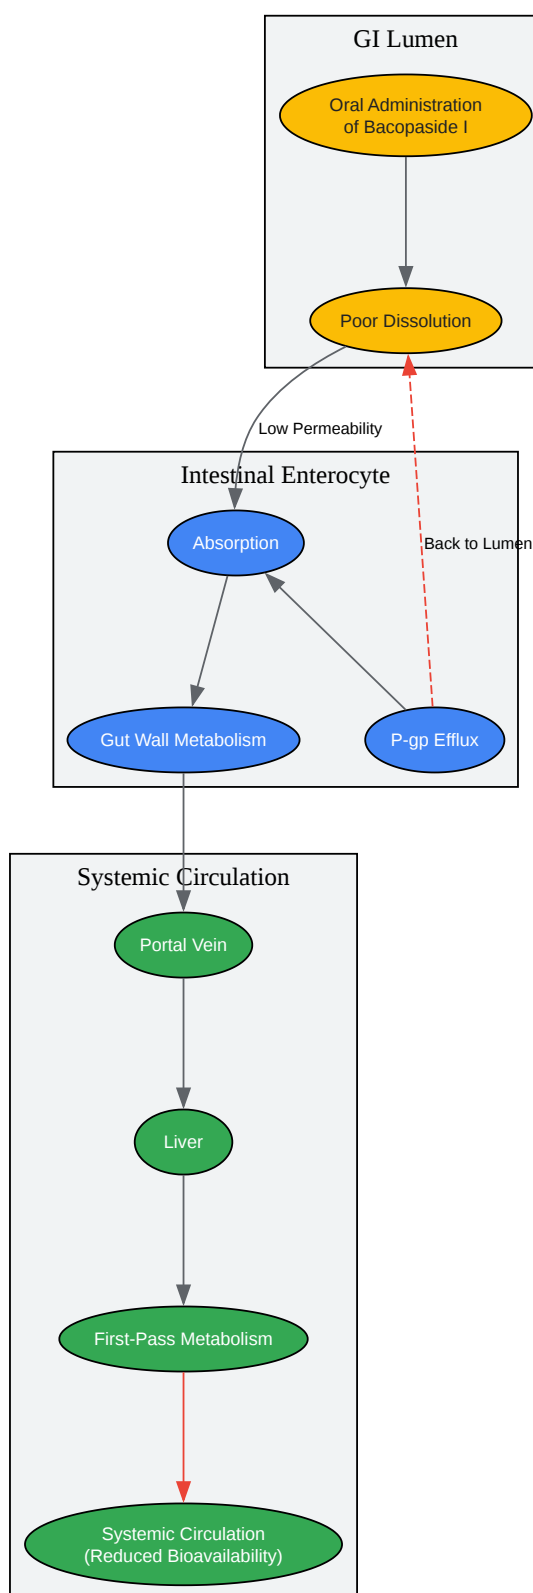 GI Lumen
Oral Administration
of Bacopaside I
Poor Dissolution
Low Permeability
Intestinal Enterocyte
Absorption
Back to Lumen
Gut Wall Metabolism
P-gp Efflux
Systemic Circulation
Portal Vein
Liver
First-Pass Metabolism
Systemic Circulation
(Reduced Bioavailability)